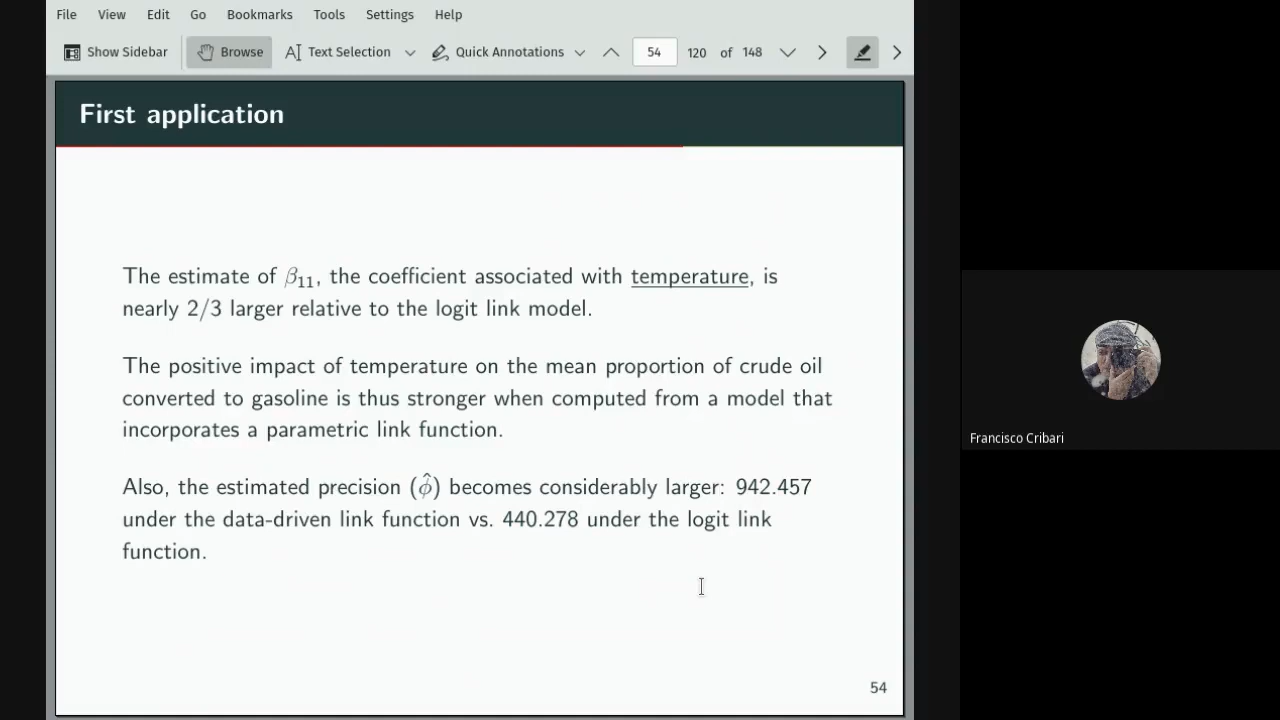 File View Edit Go Bookmarks Tools Settings Help
Show Sidebar Browse Text Selection Quick Annotations 54 120 of 148
First application
The estimate of β11, the coefficient associated with temperature, is
nearly 2/3 larger relative to the logit link model.
The positive impact of temperature on the mean proportion of crude oil
converted to gasoline is thus stronger when computed from a model that
incorporates a parametric link function.
Also, the estimated precision (ϕ̂) becomes considerably larger: 942.457
under the data-driven link function vs. 440.278 under the logit link
function.
54
Francisco Cribari